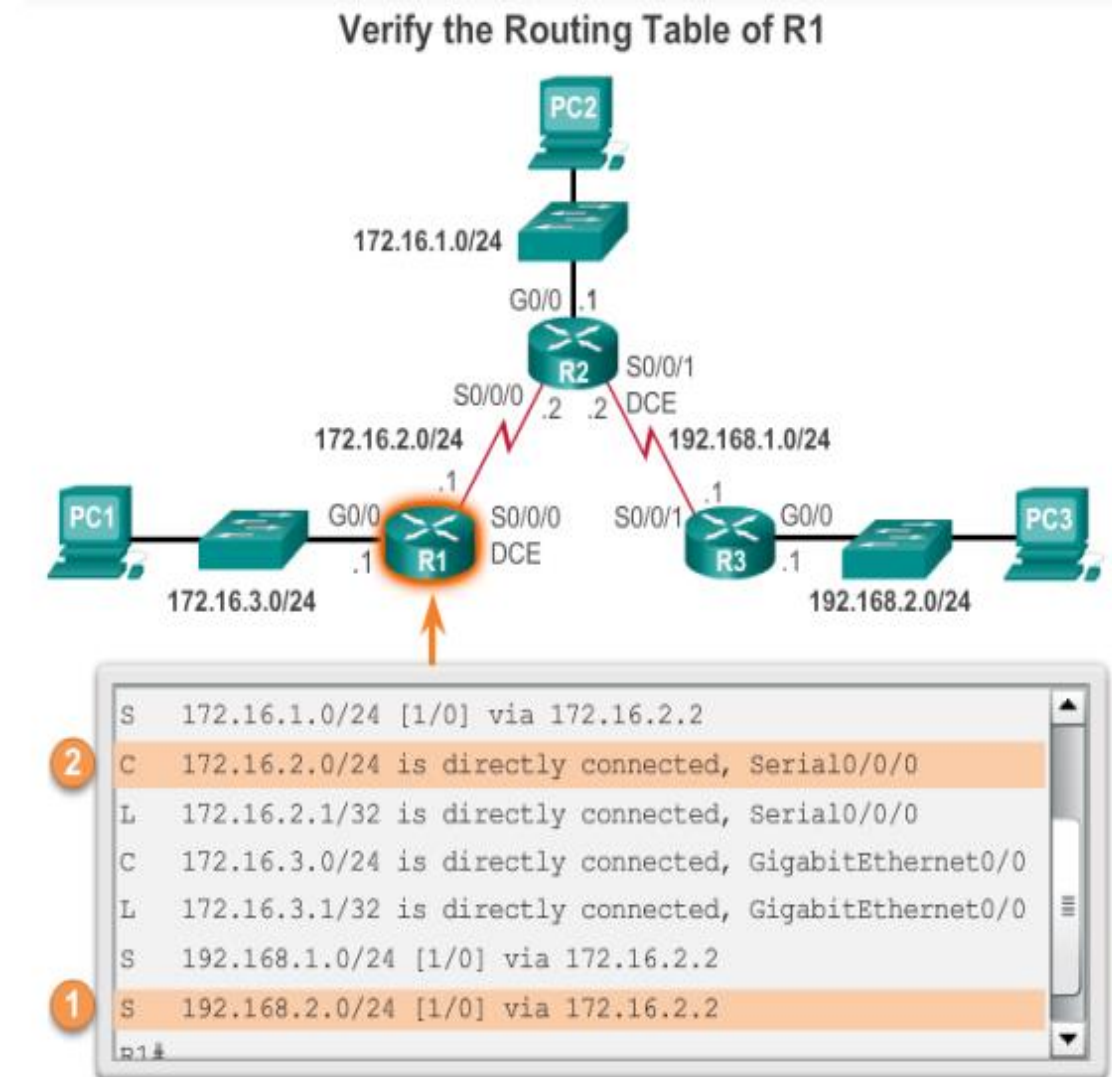 Verify the Routing Table of R1
PC2
172.16.1.0/24
G0/0 .1
R2
S0/0/0 .2 .2 S0/0/1
DCE
172.16.2.0/24 192.168.1.0/24
.1 .1
PC1 G0/0 .1 R1 S0/0/0
DCE
S0/0/1 R3 G0/0 .1 PC3
172.16.3.0/24 192.168.2.0/24
S 172.16.1.0/24 [1/0] via 172.16.2.2
2 C 172.16.2.0/24 is directly connected, Serial0/0/0
L 172.16.2.1/32 is directly connected, Serial0/0/0
C 172.16.3.0/24 is directly connected, GigabitEthernet0/0
L 172.16.3.1/32 is directly connected, GigabitEthernet0/0
S 192.168.1.0/24 [1/0] via 172.16.2.2
1 S 192.168.2.0/24 [1/0] via 172.16.2.2
R1#